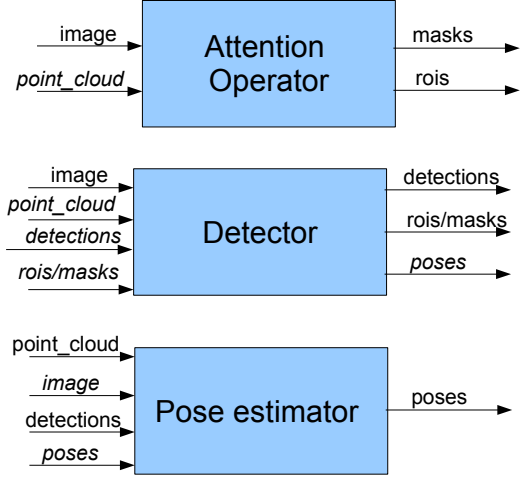 image
point_cloud
Attention
Operator
masks
rois
image
point_cloud
detections
rois/masks
Detector
detections
rois/masks
poses
point_cloud
image
detections
poses
Pose estimator
poses